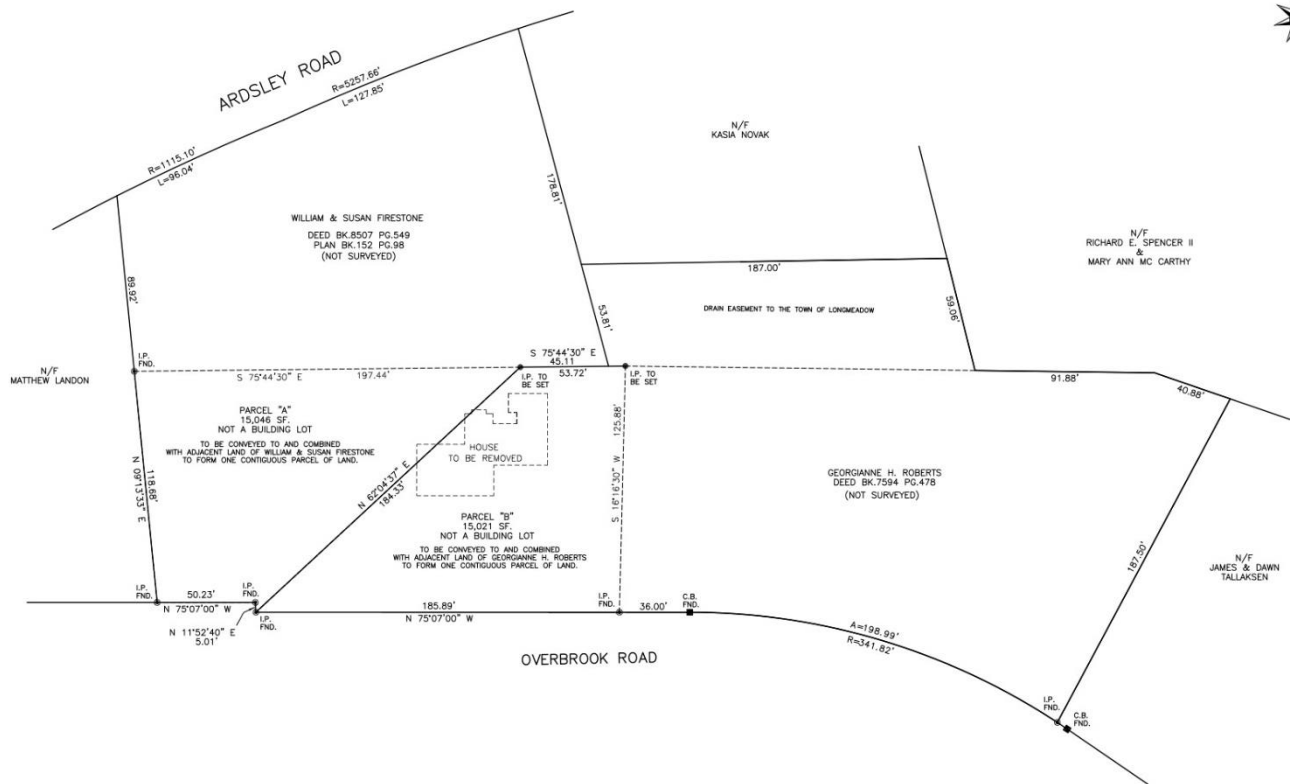 ARDSLEY ROAD
R=5257.66'
L=127.85'
R=1115.10'
L=96.04'
N/F
KASIA NOVAK
178.81'
WILLIAM & SUSAN FIRESTONE
DEED BK.8507 PG.549
PLAN BK.152 PG.98
(NOT SURVEYED)
N/F
RICHARD E. SPENCER II
&
MARY ANN MC CARTHY
187.00'
89.92'
53.81'
DRAIN EASEMENT TO THE TOWN OF LONGMEADOW
59.06'
N/F
MATTHEW LANDON
I.P.
FND.
S 75°44'30" E
197.44'
S 75°44'30" E
45.11
53.72'
I.P. TO
BE SET
I.P. TO
BE SET
91.88'
40.88'
PARCEL "A"
15,046 SF.
NOT A BUILDING LOT
TO BE CONVEYED TO AND COMBINED
WITH ADJACENT LAND OF WILLIAM & SUSAN FIRESTONE
TO FORM ONE CONTIGUOUS PARCEL OF LAND.
N 09°13'33" E
118.68'
HOUSE
TO BE REMOVED
N 62°04'37" E
184.33'
S 16°16'30" W
125.88'
GEORGIANNE H. ROBERTS
DEED BK.7594 PG.478
(NOT SURVEYED)
PARCEL "B"
15,021 SF.
NOT A BUILDING LOT
TO BE CONVEYED TO AND COMBINED
WITH ADJACENT LAND OF GEORGIANNE H. ROBERTS
TO FORM ONE CONTIGUOUS PARCEL OF LAND.
187.50'
N/F
JAMES & DAWN
TALLAKSEN
I.P.
FND.
50.23'
N 75°07'00" W
I.P.
FND.
N 11°52'40" E
5.01'
I.P.
FND.
185.89'
N 75°07'00" W
I.P.
FND.
36.00'
C.B.
FND.
A=198.99'
R=341.82'
OVERBROOK ROAD
I.P.
FND.
C.B.
FND.